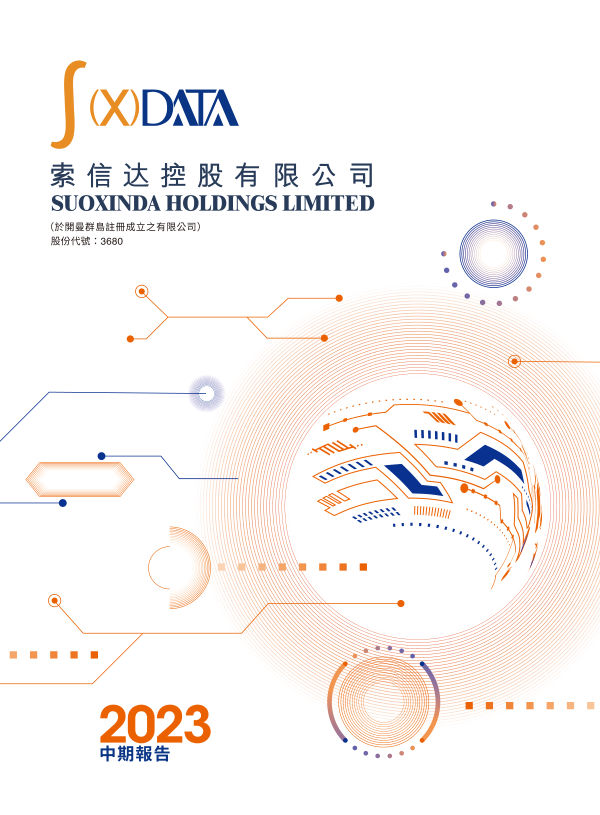 ∫(X)DATA
索信达控股有限公司
SUOXINDA HOLDINGS LIMITED
(於開曼群島註冊成立之有限公司)
股份代號：3680
2023
中期報告